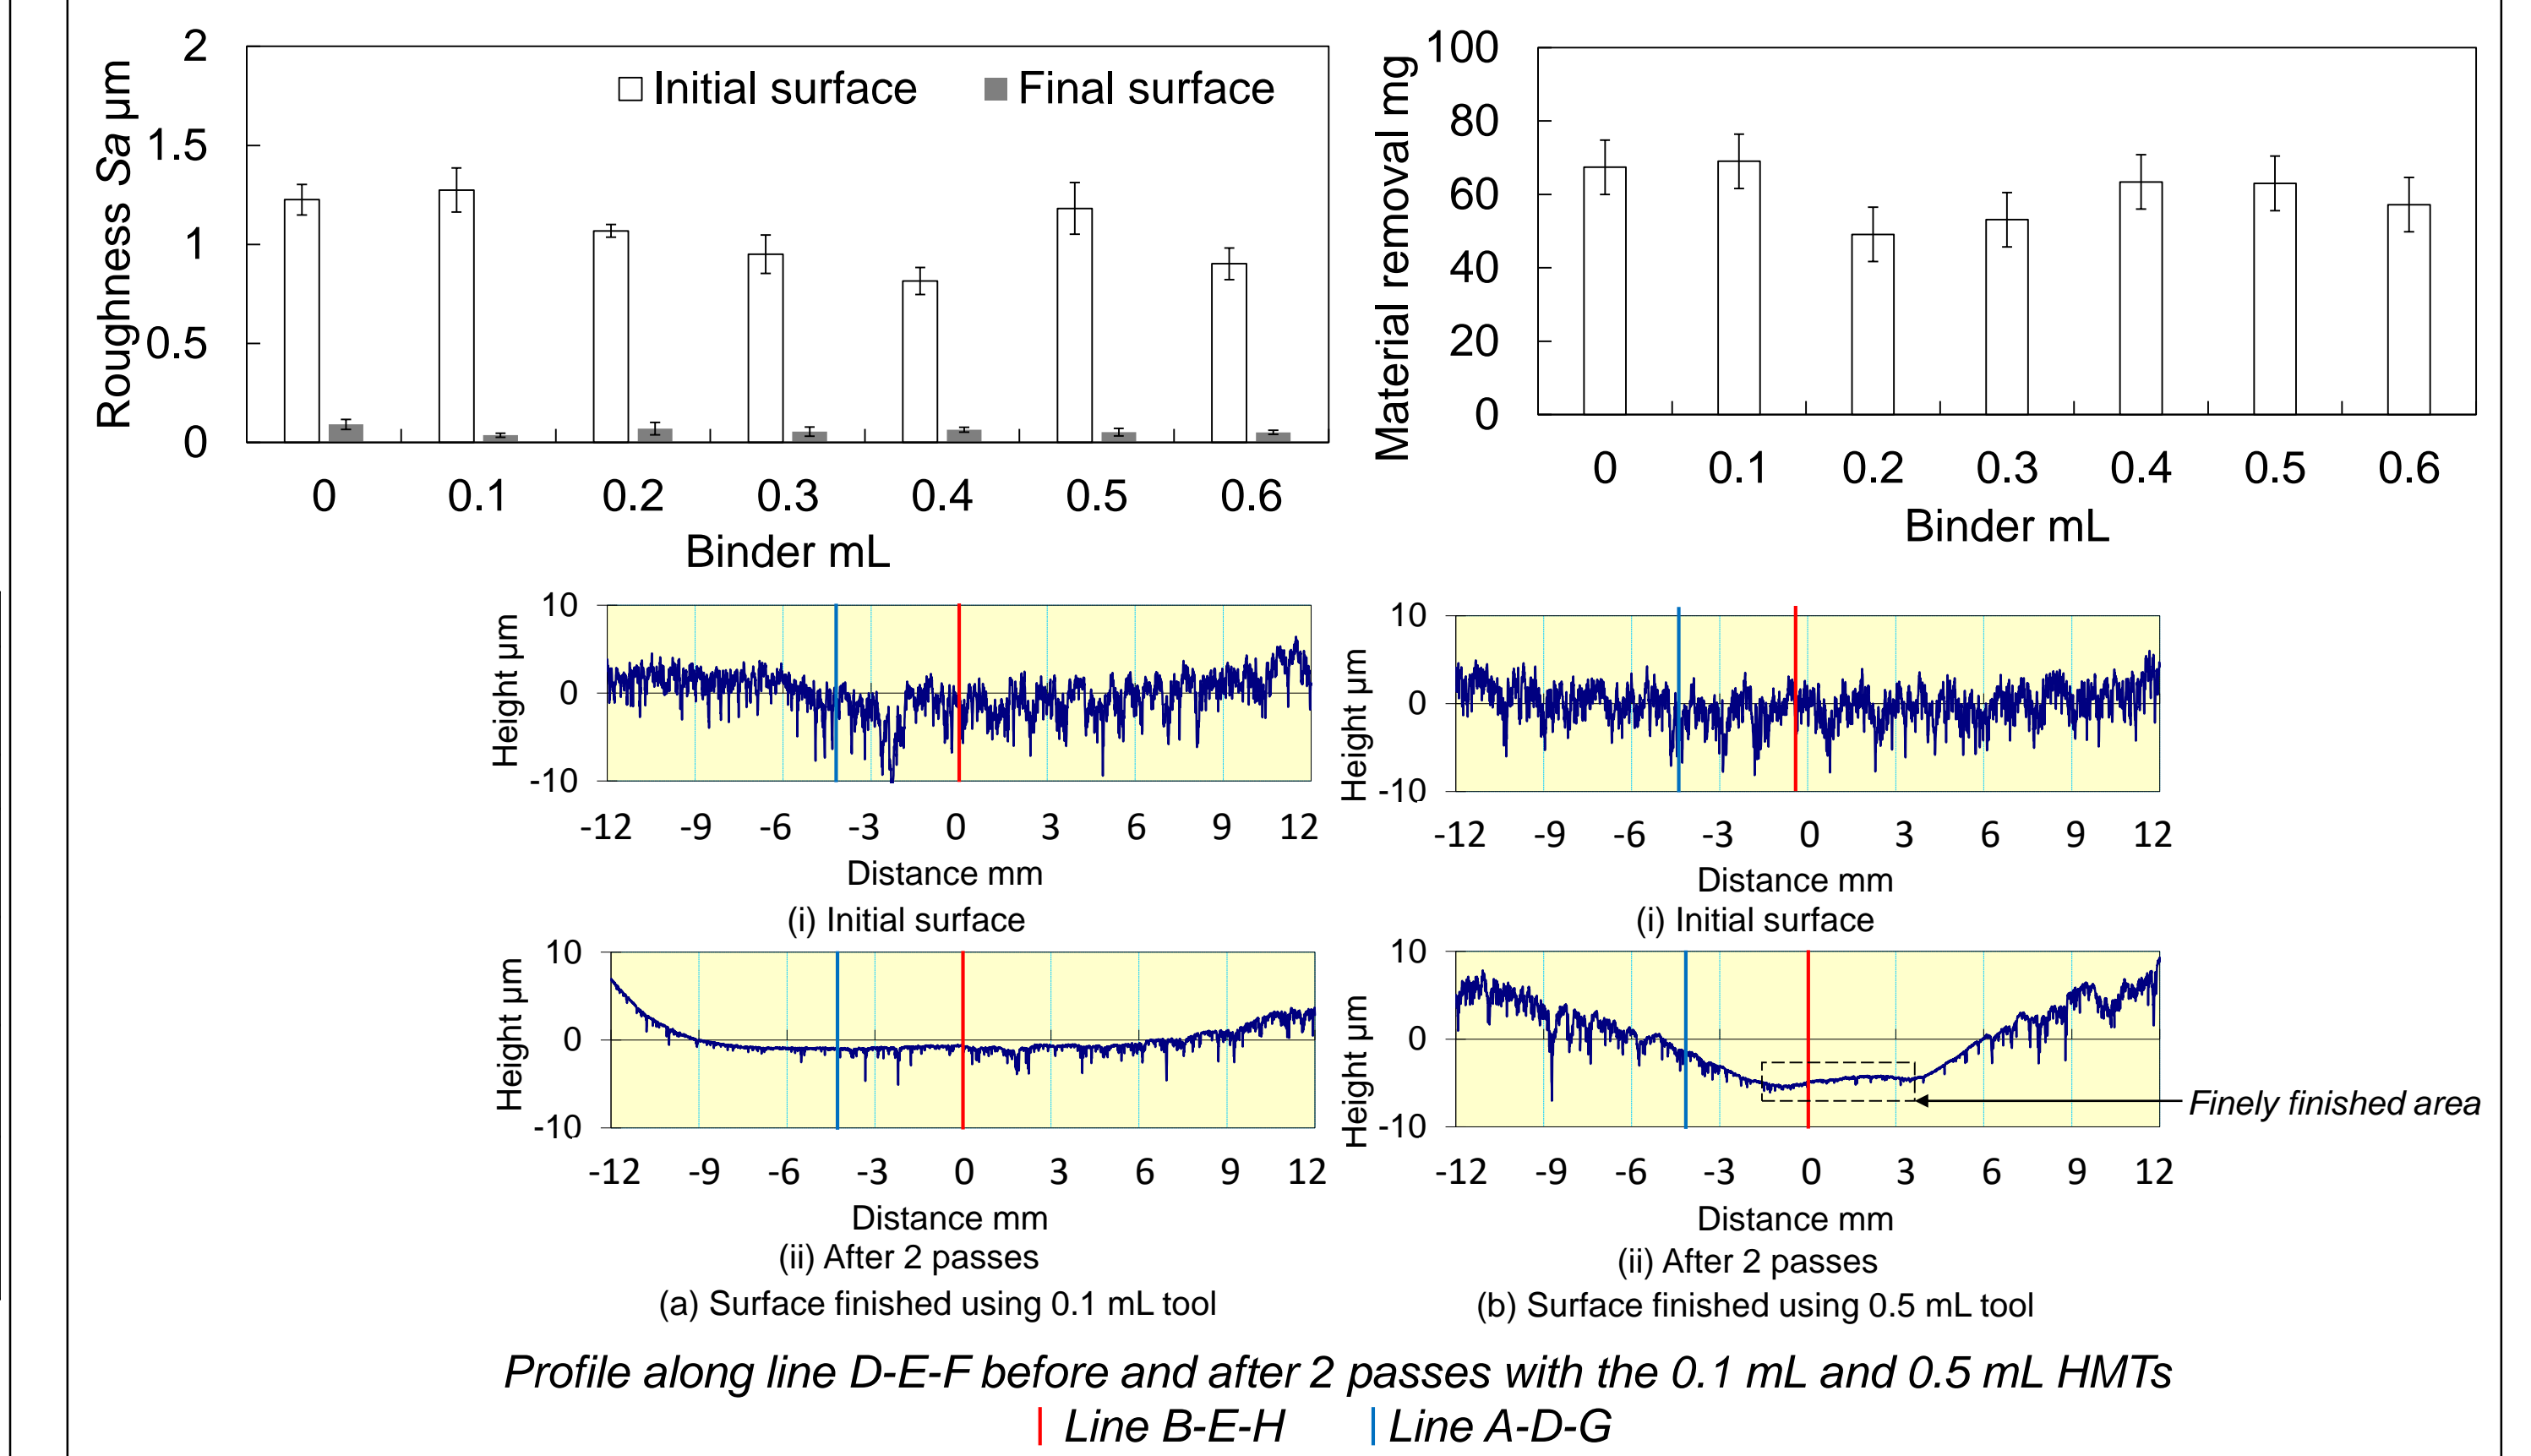 Roughness Sa µm
2
1.5
1
0.5
0
Initial surface
Final surface
0 0.1 0.2 0.3 0.4 0.5 0.6
Binder mL
Material removal mg
100
80
60
40
20
0
0 0.1 0.2 0.3 0.4 0.5 0.6
Binder mL
Height µm
10
0
-10
-12 -9 -6 -3 0 3 6 9 12
Distance mm
(i) Initial surface
Height µm
10
0
-10
-12 -9 -6 -3 0 3 6 9 12
Distance mm
(i) Initial surface
Height µm
10
0
-10
-12 -9 -6 -3 0 3 6 9 12
Distance mm
(ii) After 2 passes
(a) Surface finished using 0.1 mL tool
Height µm
10
0
-10
Finely finished area
-12 -9 -6 -3 0 3 6 9 12
Distance mm
(ii) After 2 passes
(b) Surface finished using 0.5 mL tool
Profile along line D-E-F before and after 2 passes with the 0.1 mL and 0.5 mL HMTs
Line B-E-H Line A-D-G